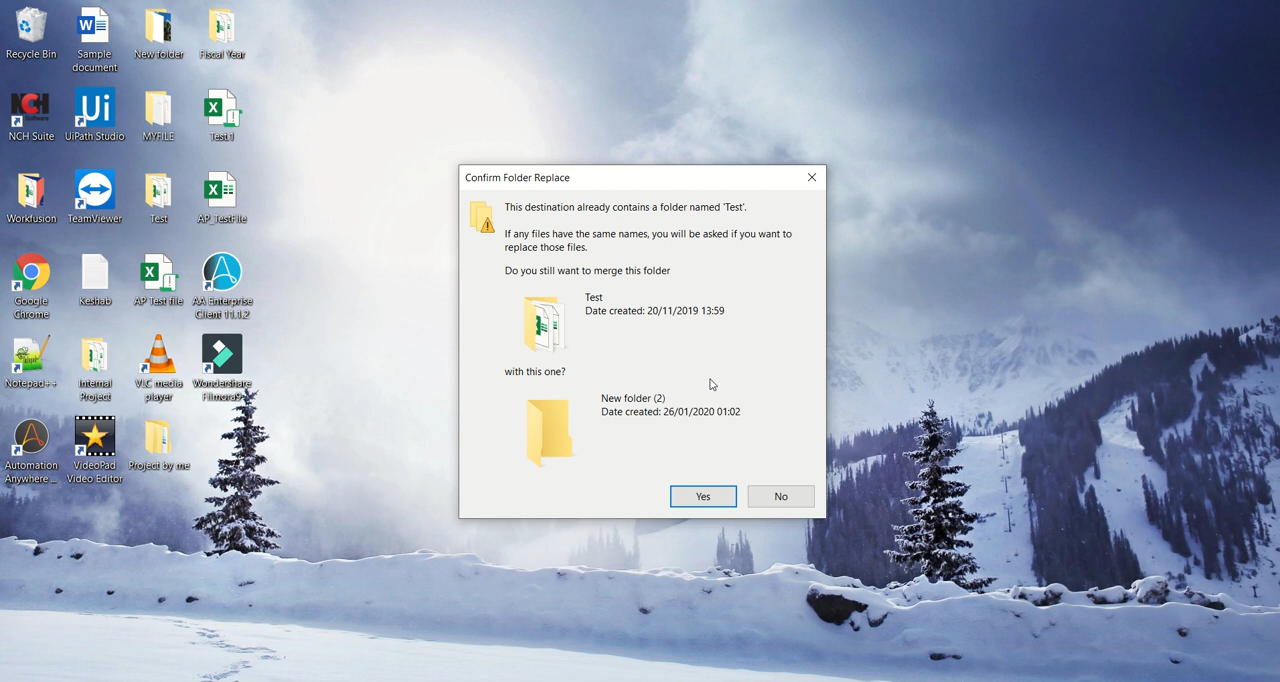 Recycle Bin
Sample
document
New folder
Fiscal Year
NCH
Software
NCH Suite
Ui
UiPath Studio
MYFILE
Test1
Workfusion
TeamViewer
Test
AP_TestFile
Google
Chrome
Keshab
AP Test file
AA Enterprise
Client 11.1.2
Notepad++
Internal
Project
VLC media
player
Wondershare
Filmora9
Automation
Anywhere ...
VideoPad
Video Editor
Project by me
Confirm Folder Replace
This destination already contains a folder named 'Test'.
If any files have the same names, you will be asked if you want to
replace those files.
Do you still want to merge this folder
Test
Date created: 20/11/2019 13:59
with this one?
New folder (2)
Date created: 26/01/2020 01:02
Yes
No